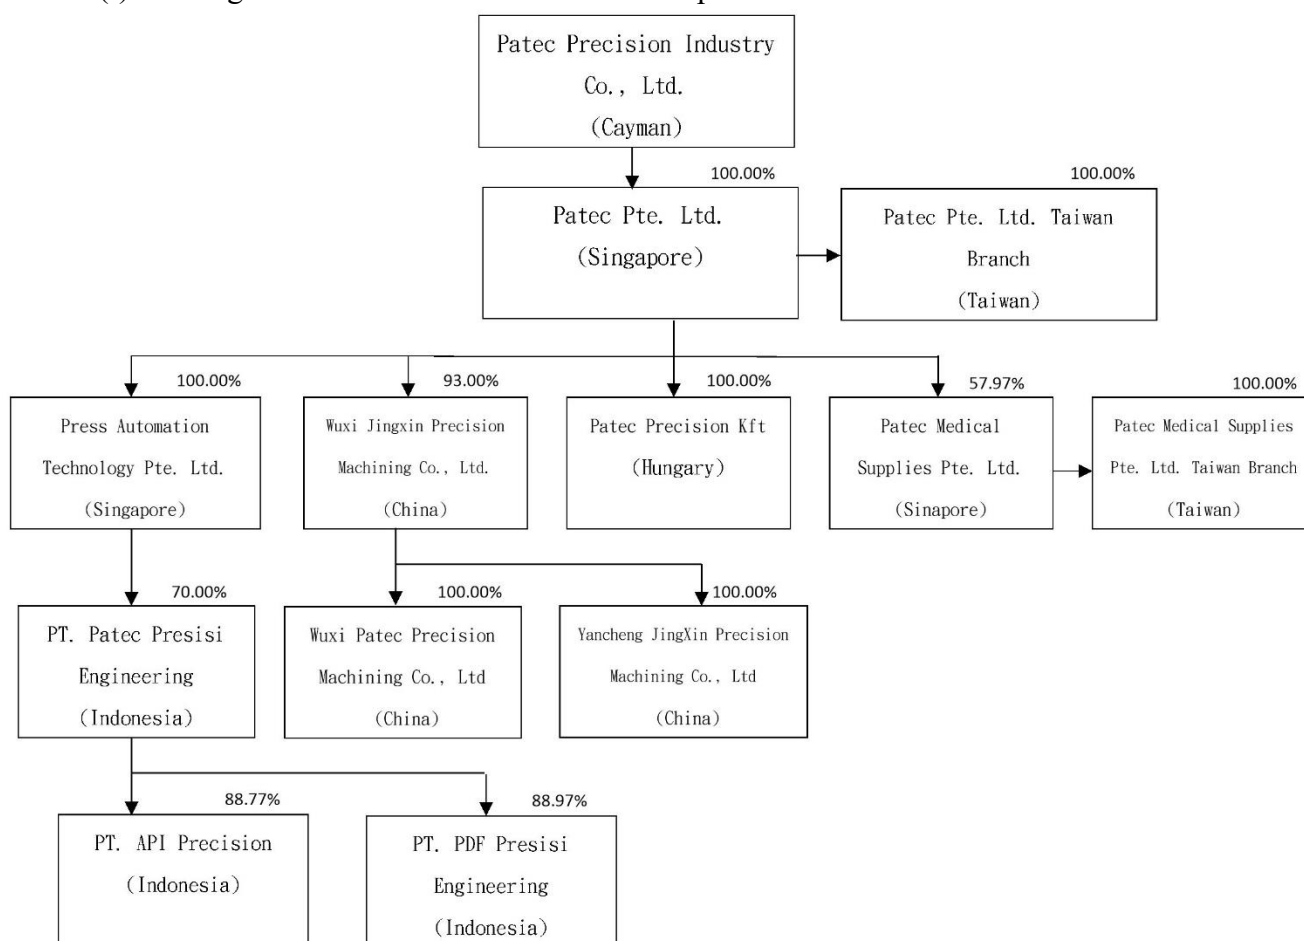 Patec Precision Industry
Co., Ltd.
(Cayman)
100.00%
100.00%
Patec Pte. Ltd.
(Singapore)
Patec Pte. Ltd. Taiwan
Branch
(Taiwan)
100.00%
93.00%
100.00%
57.97%
100.00%
Press Automation
Technology Pte. Ltd.
(Singapore)
Wuxi Jingxin Precision
Machining Co., Ltd.
(China)
Patec Precision Kft
(Hungary)
Patec Medical
Supplies Pte. Ltd.
(Sinapore)
Patec Medical Supplies
Pte. Ltd. Taiwan Branch
(Taiwan)
70.00%
100.00%
100.00%
PT. Patec Presisi
Engineering
(Indonesia)
Wuxi Patec Precision
Machining Co., Ltd
(China)
Yancheng JingXin Precision
Machining Co., Ltd
(China)
88.77%
88.97%
PT. API Precision
(Indonesia)
PT. PDF Presisi
Engineering
(Indonesia)